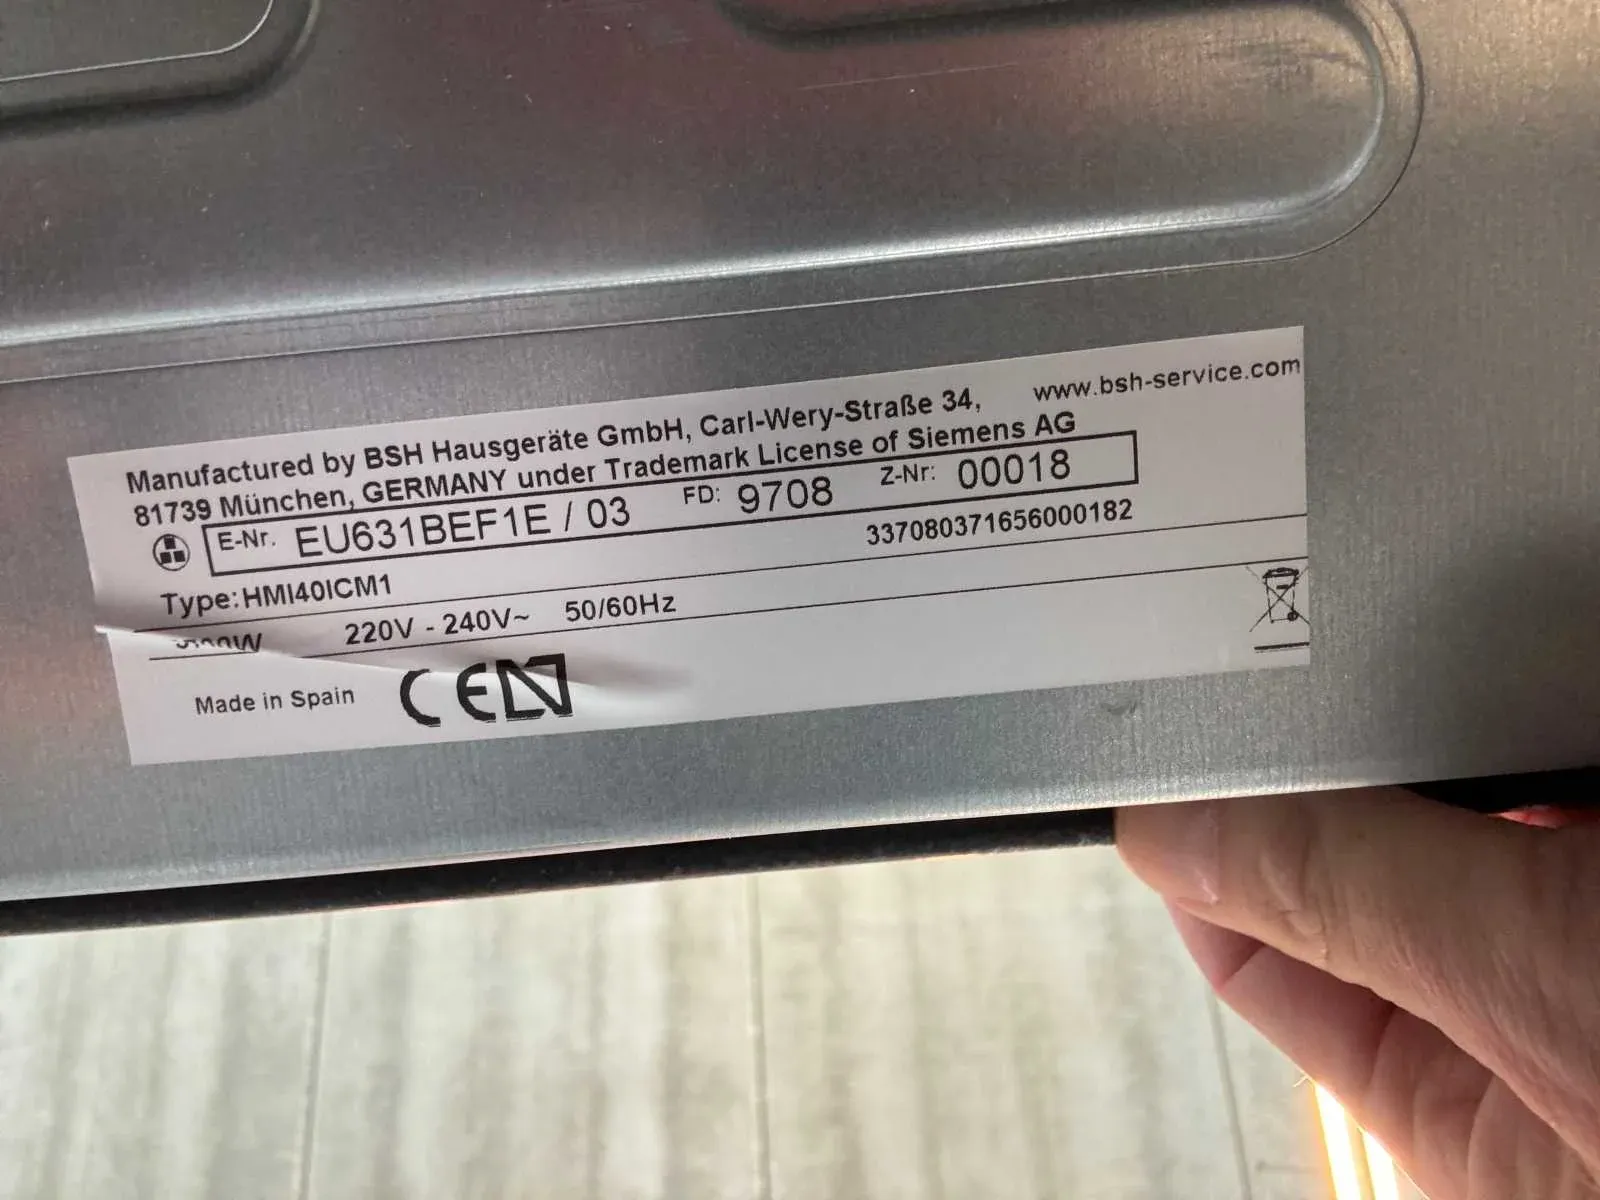 Manufactured by BSH Hausgeräte GmbH, Carl-Wery-Straße 34, www.bsh-service.com
81739 München, GERMANY under Trademark License of Siemens AG
E-Nr. EU631BEF1E / 03 FD: 9708 Z-Nr: 00018
Type: HMI40ICM1 337080371656000182
220V - 240V~ 50/60Hz
Made in Spain CE